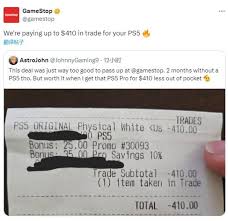 GameStop
@GameStop
We're paying up to $410 in trade for your PS5 🔥
翻译帖子
AstroJohn @JohnnyGaming9 · 12小时
This deal was just way too good to pass up at @gamestop. 2 months without a
PS5 tho. But worth it when I get that PS5 Pro for $410 less out of pocket
TRADES
PS5 ORIGINAL Physical White <Us -410.00
PS5
Bonus: 25.00 Promo #30093
Bonus: 35.00 Pro Savings 10%
Trade Subtotal -410.00
(1) item taken in Trade
TOTAL -410.00